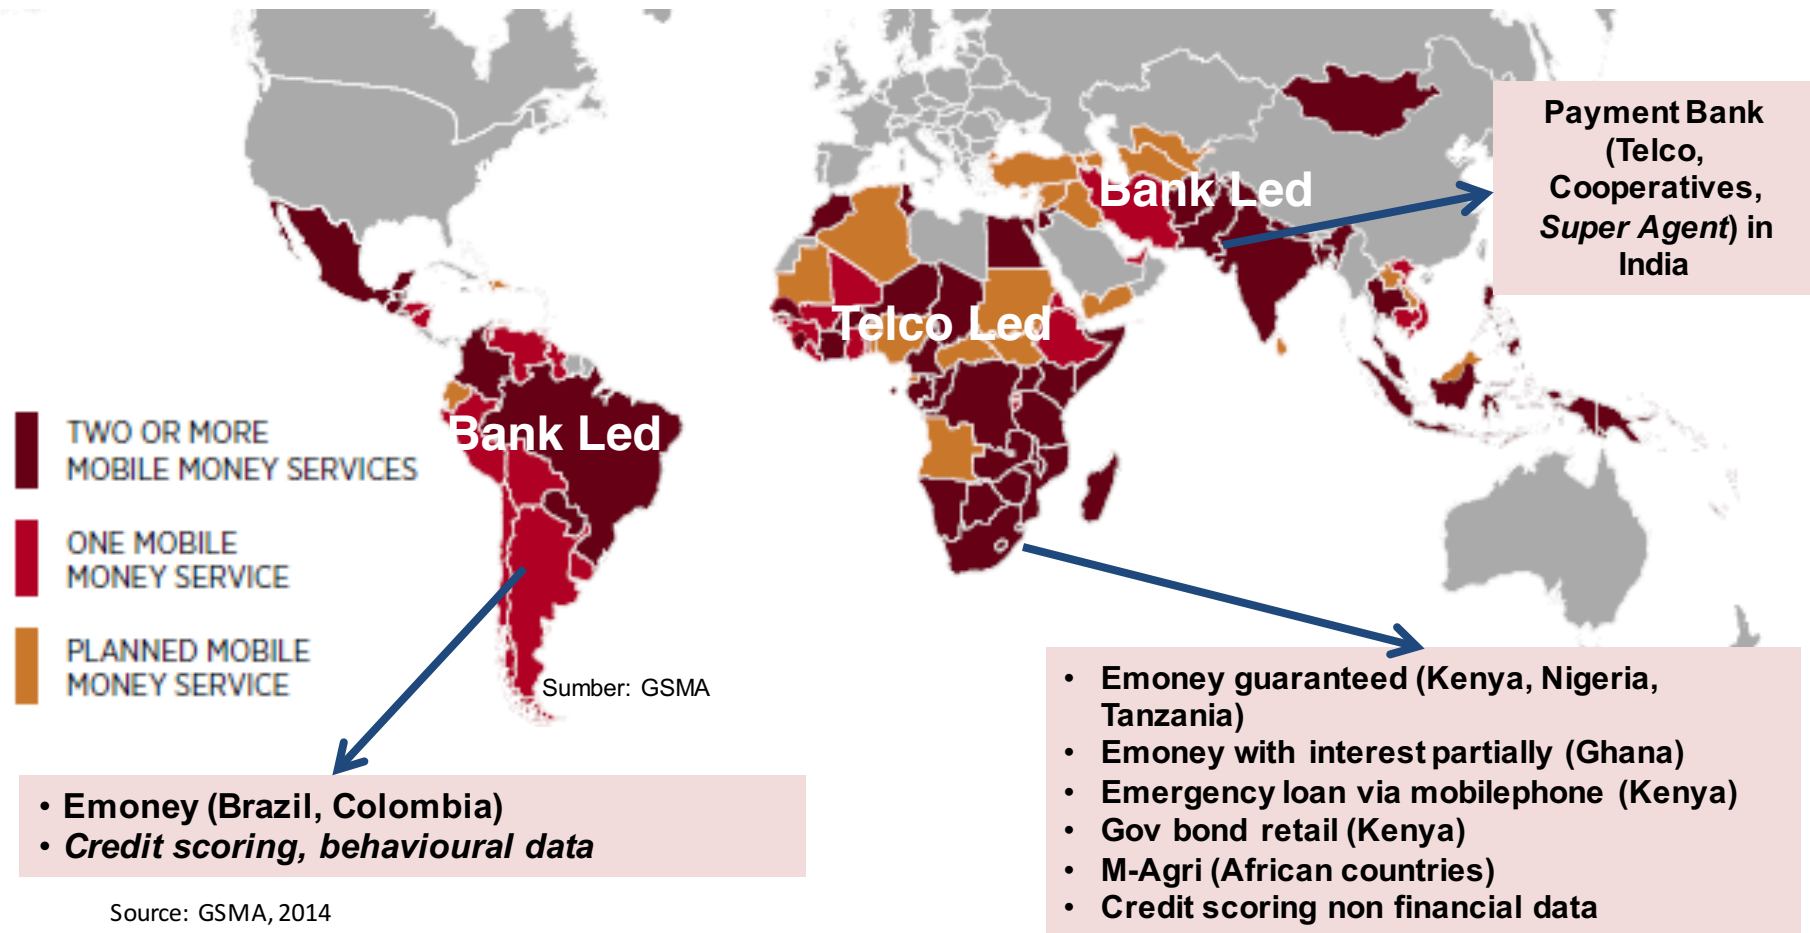 Payment Bank
(Telco,
Cooperatives,
Super Agent) in
India
Bank Led
Telco Led
Bank Led
TWO OR MORE
MOBILE MONEY SERVICES
ONE MOBILE
MONEY SERVICE
PLANNED MOBILE
MONEY SERVICE
Sumber: GSMA
• Emoney guaranteed (Kenya, Nigeria,
Tanzania)
• Emoney with interest partially (Ghana)
• Emergency loan via mobilephone (Kenya)
• Gov bond retail (Kenya)
• M-Agri (African countries)
• Credit scoring non financial data
• Emoney (Brazil, Colombia)
• Credit scoring, behavioural data
Source: GSMA, 2014